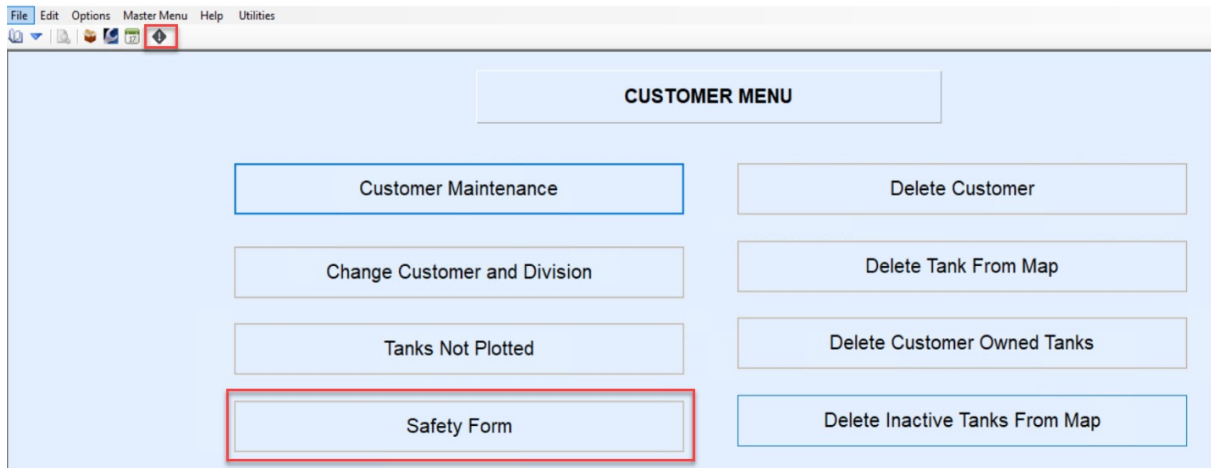 File Edit Options Master Menu Help Utilities
17
CUSTOMER MENU
Customer Maintenance
Delete Customer
Change Customer and Division
Delete Tank From Map
Tanks Not Plotted
Delete Customer Owned Tanks
Safety Form
Delete Inactive Tanks From Map